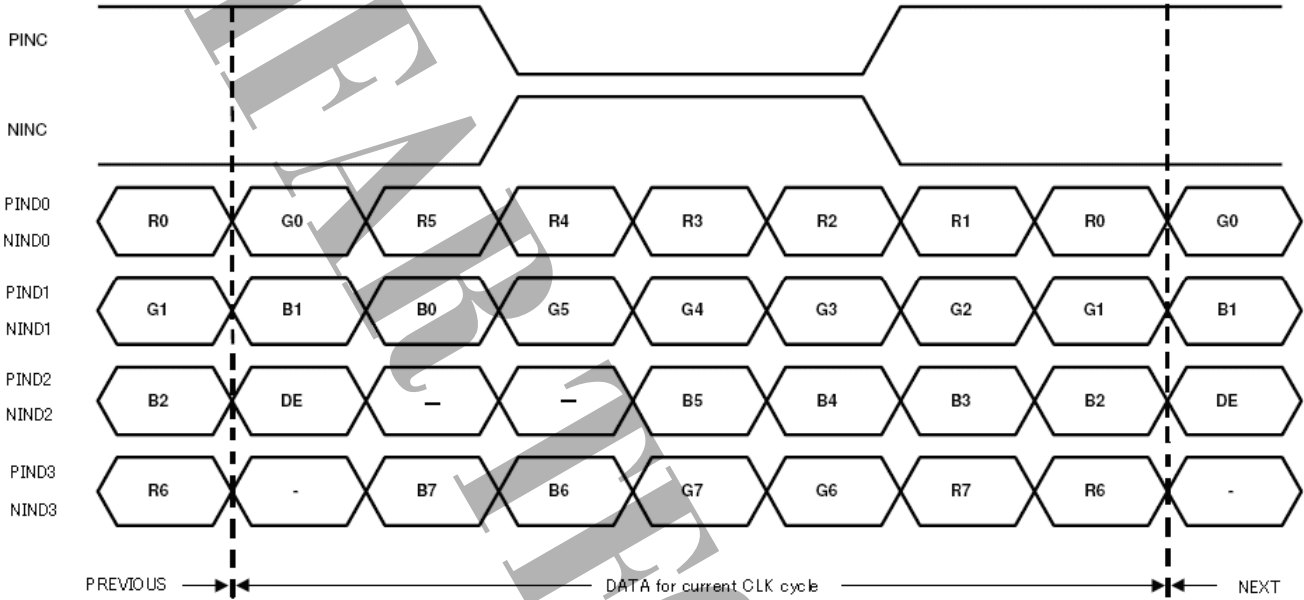 PINC
NINC
PIND0
R0 G0 R5 R4 R3 R2 R1 R0 G0
NIND0
PIND1
G1 B1 B0 G5 G4 G3 G2 G1 B1
NIND1
PIND2
B2 DE — — B5 B4 B3 B2 DE
NIND2
PIND3
R6 - B7 B6 G7 G6 R7 R6 -
NIND3
PREVIOUS DATA for current CLK cycle NEXT